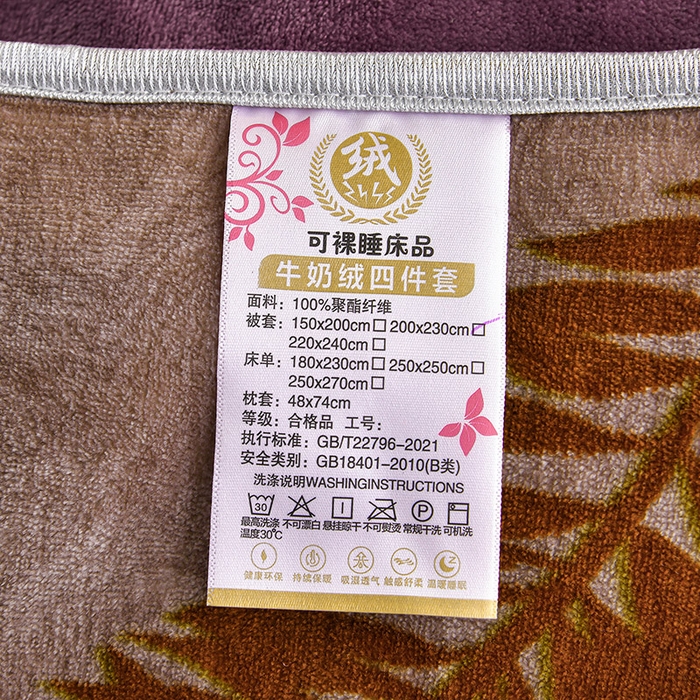 绒
可裸睡床品
牛奶绒四件套
面料：100%聚酯纤维
被套：150x200cm□ 200x230cm□
220x240cm□ □
床单：180x230cm□ 250x250cm□
250x270cm□
枕套：48x74cm
等级：合格品 工号：
执行标准：GB/T22796-2021
安全类别：GB18401-2010(B类)
洗涤说明WASHINGINSTRUCTIONS
30 P
最高洗涤温度30℃ 不可漂白 悬挂晾干 不可熨烫 常规干洗 可机洗
健康环保 持续保暖 吸湿透气 触感舒柔 温暖睡眠